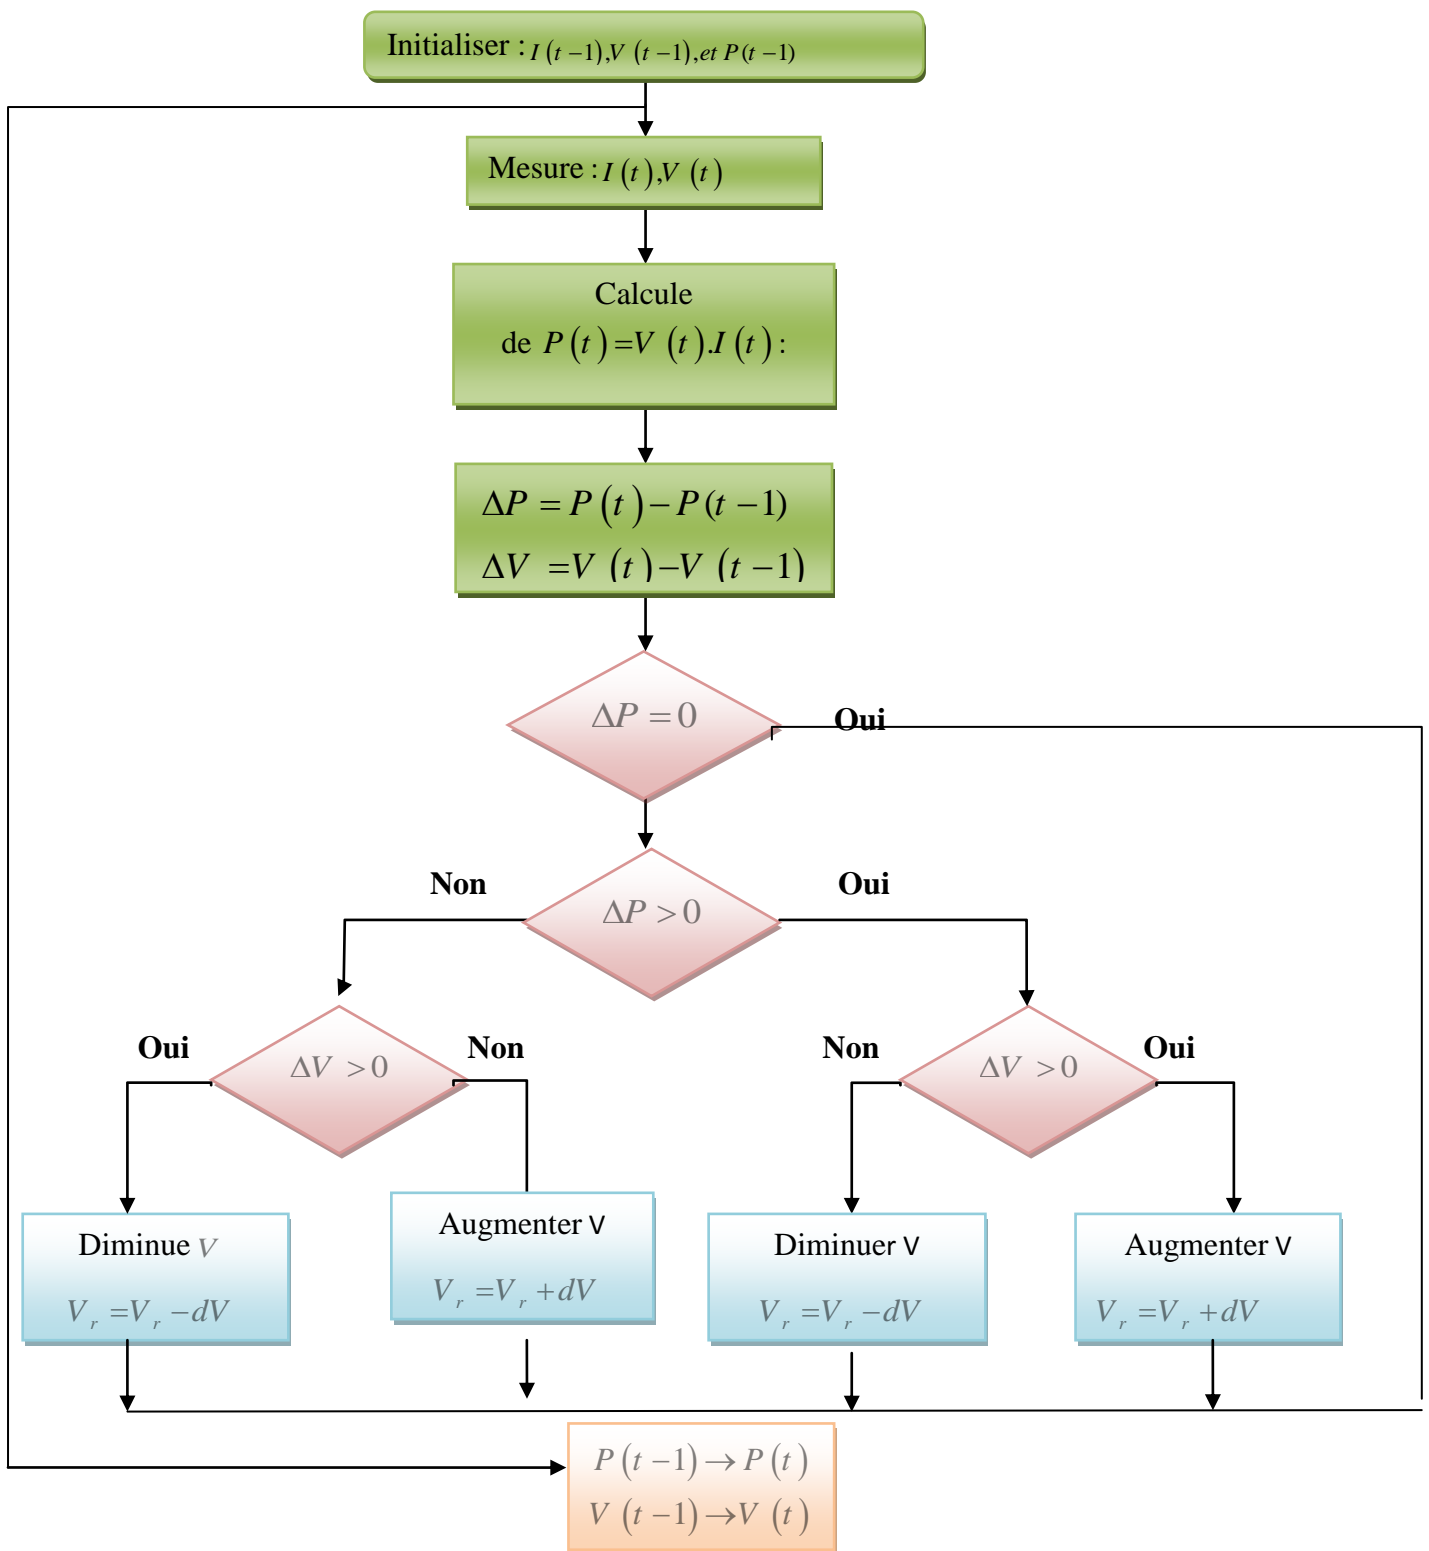 Initialiser : I (t −1),V (t −1),et P(t −1)
Mesure : I (t),V (t)
Calcule
de P(t)=V (t).I (t) :
ΔP = P(t)−P(t −1)
ΔV =V (t)−V (t −1)
ΔP =0
Oui
Non
ΔP >0
Oui
Oui
ΔV >0
Non
Non
ΔV >0
Oui
Diminue V
V_r =V_r −dV
Augmenter V
V_r =V_r +dV
Diminuer V
V_r =V_r −dV
Augmenter V
V_r =V_r +dV
P(t −1)→P(t)
V (t −1)→V (t)